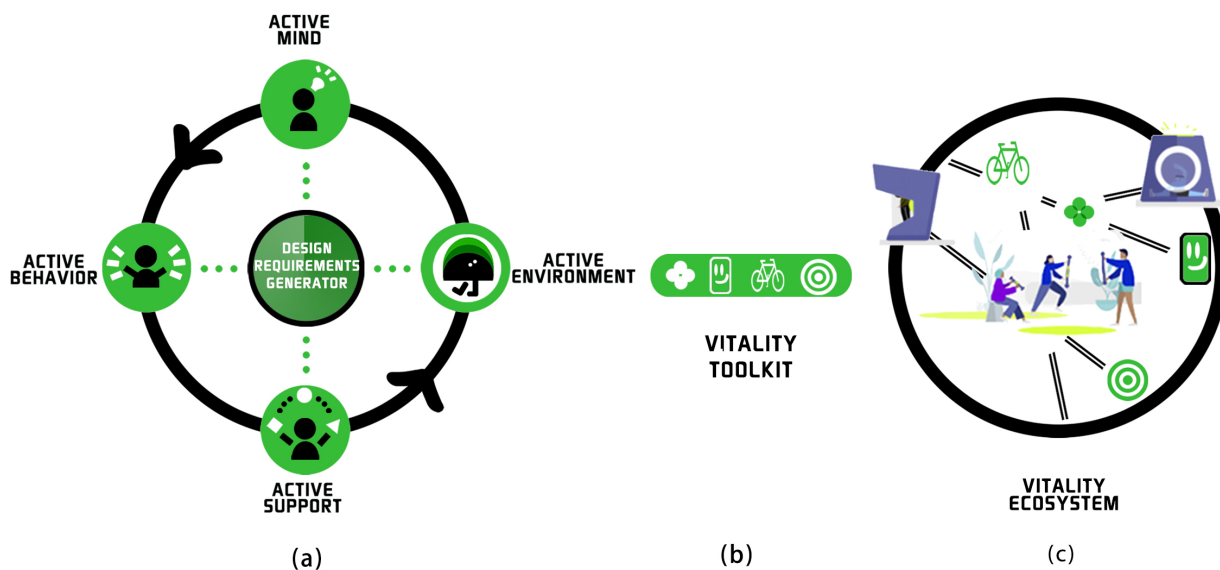 ACTIVE
MIND
ACTIVE
BEHAVIOR
DESIGN
REQUIREMENTS
GENERATOR
ACTIVE
ENVIRONMENT
ACTIVE
SUPPORT
(a)
VITALITY
TOOLKIT
(b)
VITALITY
ECOSYSTEM
(c)